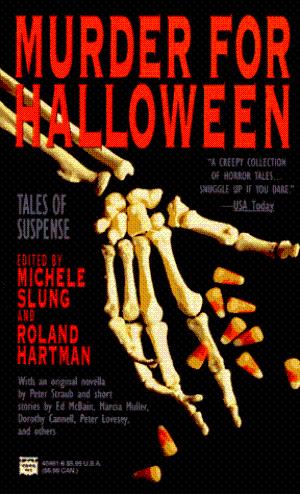 MURDER FOR
HALLOWEEN
"A CREEPY COLLECTION
OF HORROR TALES...
SNUGGLE UP IF YOU DARE."
—USA Today
TALES OF
SUSPENSE
EDITED BY
MICHELE
SLUNG
AND
ROLAND
HARTMAN
With an original novella
by Peter Straub and short
stories by Ed McBain, Marcia Muller,
Dorothy Cannell, Peter Lovesey,
and others
U.S.A.
CAN.)